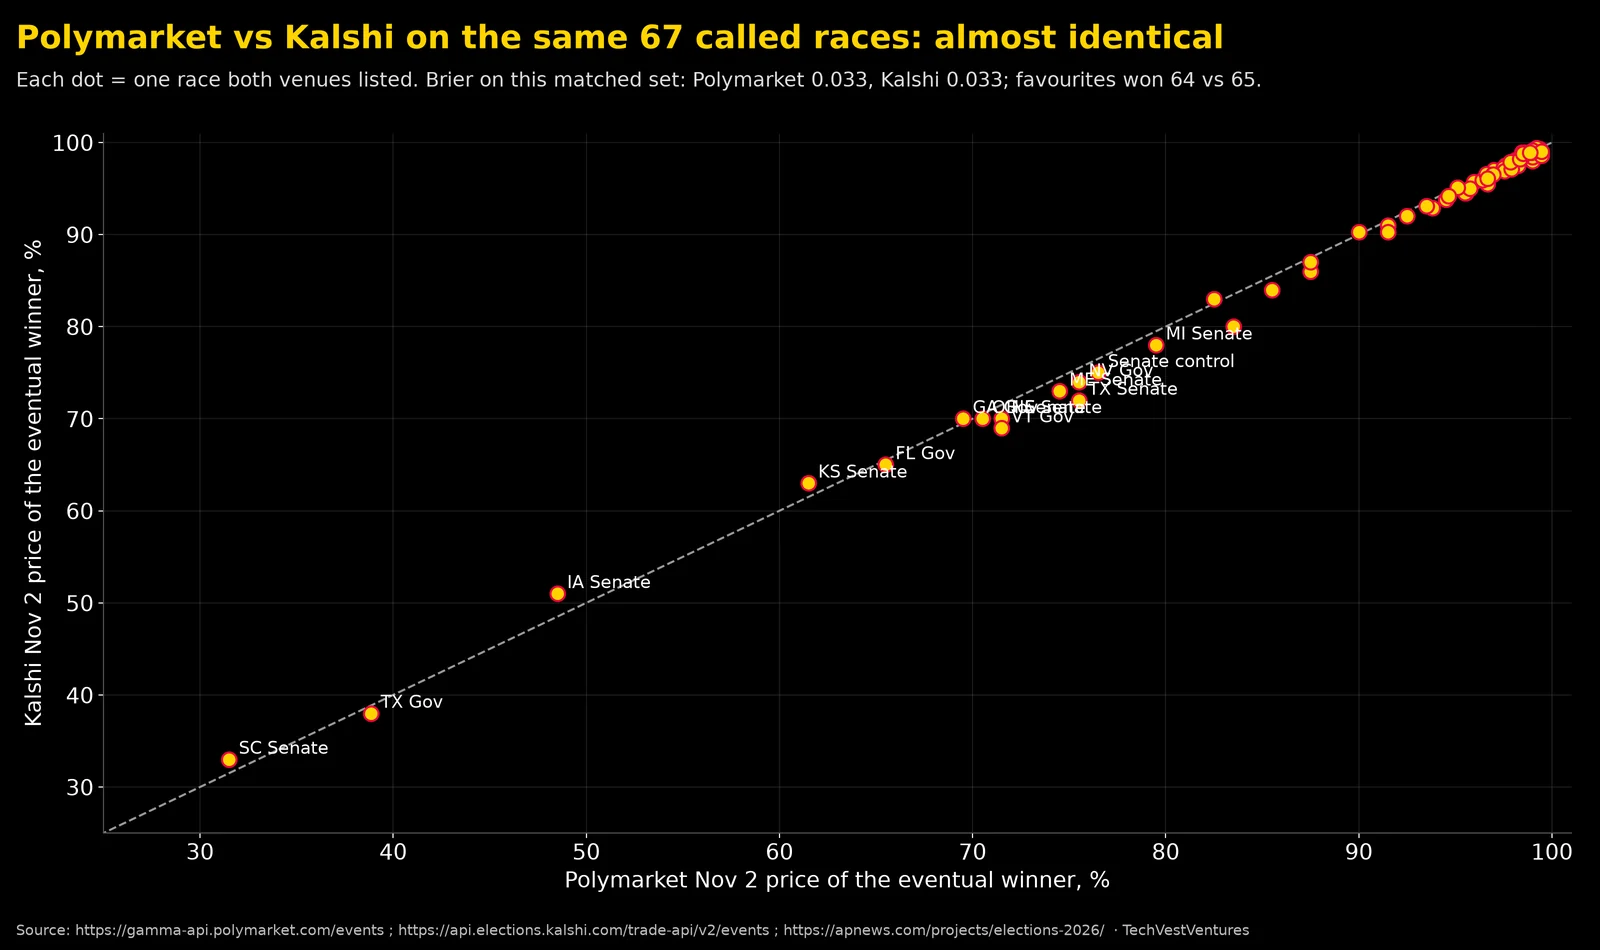 Polymarket vs Kalshi on the same 67 called races: almost identical
Each dot = one race both venues listed. Brier on this matched set: Polymarket 0.033, Kalshi 0.033; favourites won 64 vs 65.
Kalshi Nov 2 price of the eventual winner, %
100
90
80
70
60
50
40
30
MI Senate
Senate control
NV Gov
ME Senate
TX Senate
GA Gov
OH Senate
VT Gov
FL Gov
KS Senate
IA Senate
TX Gov
SC Senate
30
40
50
60
70
80
90
100
Polymarket Nov 2 price of the eventual winner, %
Source: https://gamma-api.polymarket.com/events ; https://api.elections.kalshi.com/trade-api/v2/events ; https://apnews.com/projects/elections-2026/ · TechVestVentures